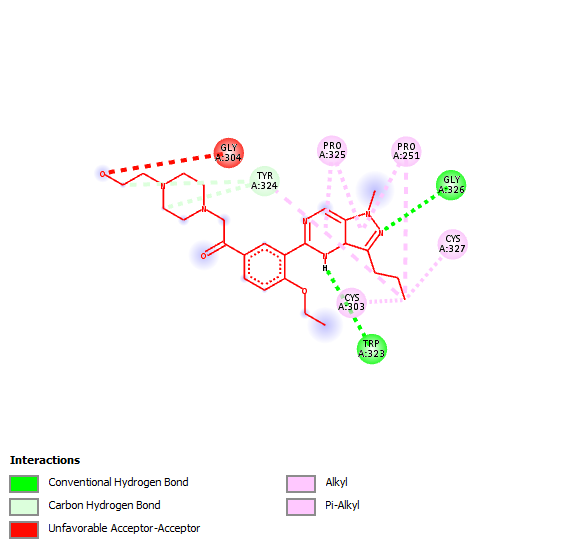 GLY
A:304
PRO
A:325
PRO
A:251
TYR
A:324
GLY
A:326
CYS
A:327
CYS
A:303
TRP
A:323
O
N
N
O
N
N
H
O
N
N
Interactions
Conventional Hydrogen Bond
Carbon Hydrogen Bond
Unfavorable Acceptor-Acceptor
Alkyl
Pi-Alkyl